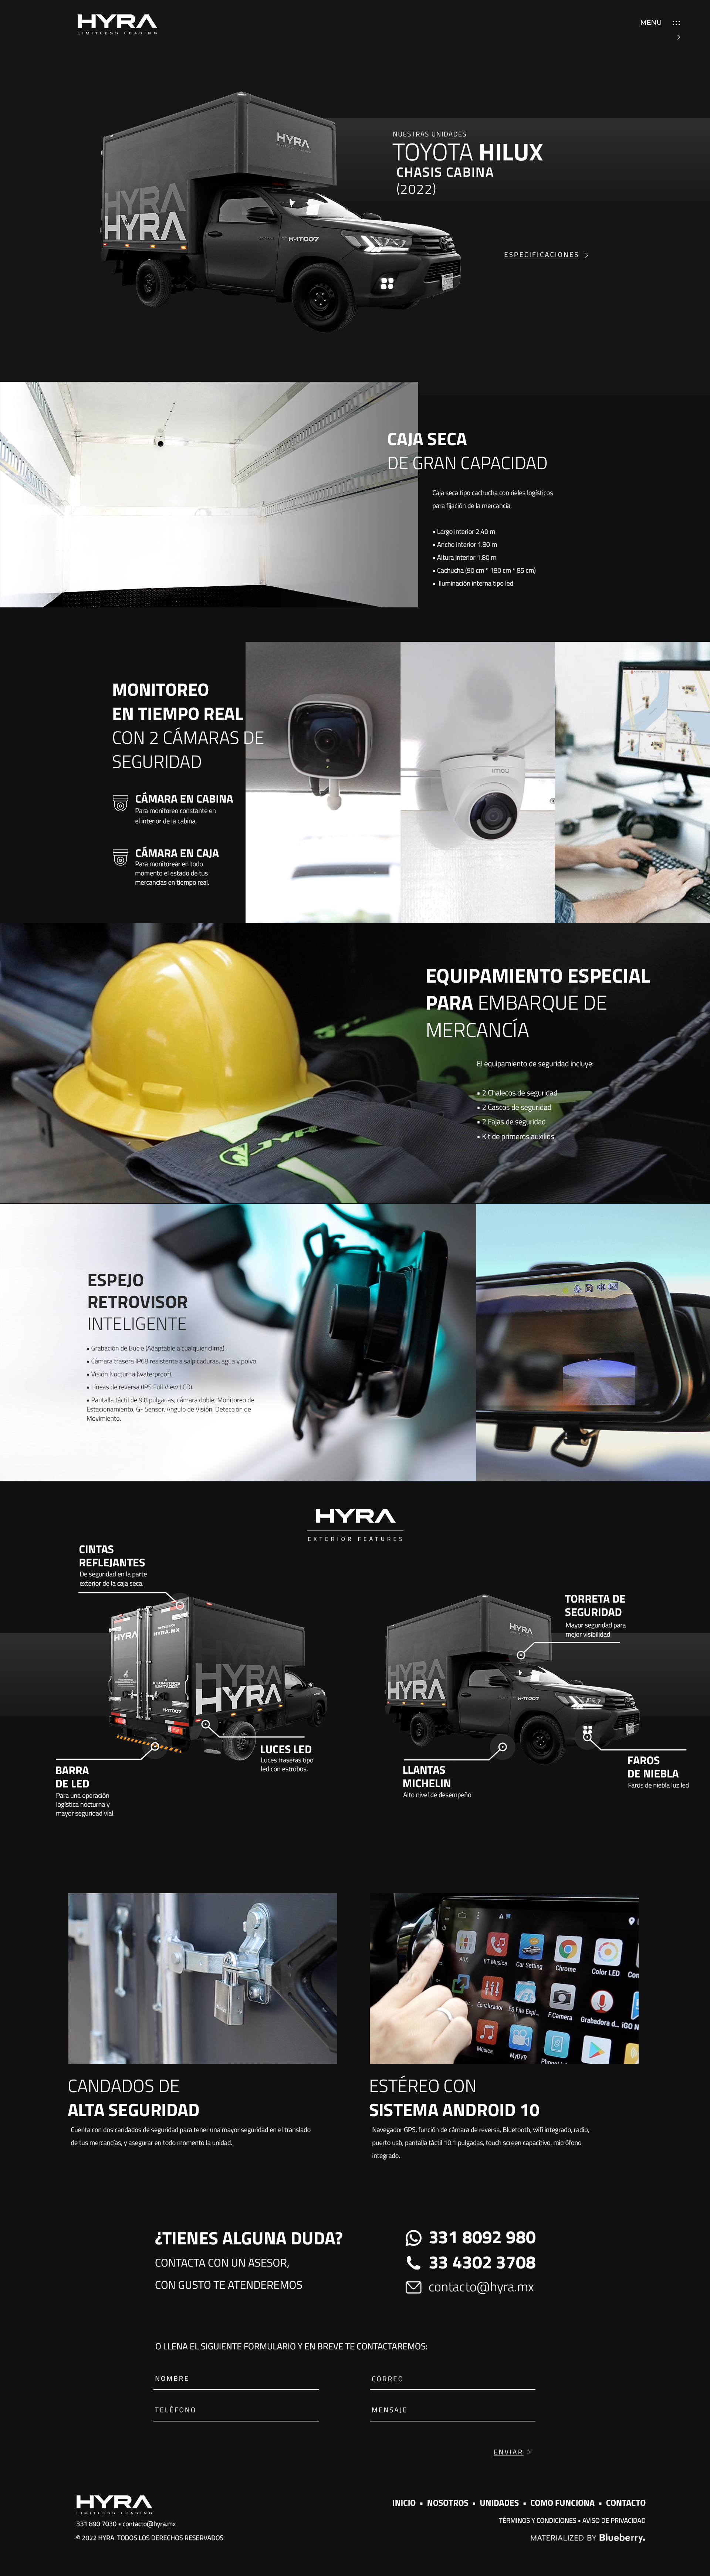 HYRA
LIMITLESS LEASING
MENU
NUESTRAS UNIDADES
TOYOTA HILUX
CHASIS CABINA
(2022)
ESPECIFICACIONES
HYRA
HYRA
HYRA
H-1T007
CAJA SECA
DE GRAN CAPACIDAD
Caja seca tipo cachucha con rieles logísticos
para fijación de la mercancía.
• Largo interior 2.40 m
• Ancho interior 1.80 m
• Altura interior 1.80 m
• Cachucha (90 cm * 180 cm * 85 cm)
• Iluminación interna tipo led
MONITOREO
EN TIEMPO REAL
CON 2 CÁMARAS DE
SEGURIDAD
CÁMARA EN CABINA
Para monitoreo constante en
el interior de la cabina.
CÁMARA EN CAJA
Para monitorear en todo
momento el estado de tus
mercancias en tiempo real.
imou
EQUIPAMIENTO ESPECIAL
PARA EMBARQUE DE
MERCANCÍA
El equipamiento de seguridad incluye:
• 2 Chalecos de seguridad
• 2 Cascos de seguridad
• 2 Fajas de seguridad
• Kit de primeros auxilios
ESPEJO
RETROVISOR
INTELIGENTE
• Grabación de Bucle (Adaptable a cualquier clima).
• Cámara trasera IP68 resistente a salpicaduras, agua y polvo.
• Visión Nocturna (waterproof).
• Líneas de reversa (IPS Full View LCD).
• Pantalla táctil de 9.8 pulgadas, cámara doble, Monitoreo de
Estacionamiento, G- Sensor, Angulo de Visión, Detección de
Movimiento.
HYRA
EXTERIOR FEATURES
CINTAS
REFLEJANTES
De seguridad en la parte
exterior de la caja seca.
HYRA
HYRA.MX
KILÓMETROS
ILIMITADOS
H-1T007
HYRA
HYRA
BARRA
DE LED
Para una operación
logística nocturna y
mayor seguridad vial.
LUCES LED
Luces traseras tipo
led con estrobos.
TORRETA DE
SEGURIDAD
Mayor seguridad para
mejor visibilidad
HYRA
HYRA
HYRA
H-1T007
LLANTAS
MICHELIN
Alto nivel de desempeño
FAROS
DE NIEBLA
Faros de niebla luz led
AUX
BT Musica
Car Setting
Chrome
Color LED
Ecualizador
ES File Expl...
F.Camera
Grabadora d...
iGO N
Música
MyDVR
CANDADOS DE
ALTA SEGURIDAD
Cuenta con dos candados de seguridad para tener una mayor seguridad en el translado
de tus mercancías, y asegurar en todo momento la unidad.
ESTÉREO CON
SISTEMA ANDROID 10
Navegador GPS, función de cámara de reversa, Bluetooth, wifi integrado, radio,
puerto usb, pantalla táctil 10.1 pulgadas, touch screen capacitivo, micrófono
integrado.
¿TIENES ALGUNA DUDA?
CONTACTA CON UN ASESOR,
CON GUSTO TE ATENDEREMOS
331 8092 980
33 4302 3708
contacto@hyra.mx
O LLENA EL SIGUIENTE FORMULARIO Y EN BREVE TE CONTACTAREMOS:
NOMBRE
CORREO
TELÉFONO
MENSAJE
ENVIAR
HYRA
LIMITLESS LEASING
331 890 7030 • contacto@hyra.mx
© 2022 HYRA. TODOS LOS DERECHOS RESERVADOS
INICIO • NOSOTROS • UNIDADES • COMO FUNCIONA • CONTACTO
TÉRMINOS Y CONDICIONES • AVISO DE PRIVACIDAD
MATERIALIZED BY Blueberry.